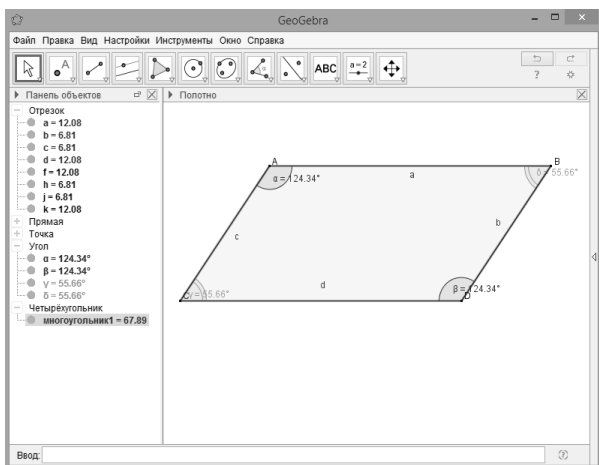 GeoGebra
Файл Правка Вид Настройки Инструменты Окно Справка
A
α
ABC
a = 2
?
Панель объектов
Полотно
Отрезок
a = 12.08
b = 6.81
c = 6.81
d = 12.08
f = 12.08
h = 6.81
j = 6.81
k = 12.08
Прямая
Точка
Угол
α = 124.34°
β = 124.34°
γ = 55.66°
δ = 55.66°
Четырёхугольник
многоугольник1 = 67.89
A
B
α = 124.34°
a
δ = 55.66°
b
c
d
β = 124.34°
C
γ = 55.66°
D
Ввод: